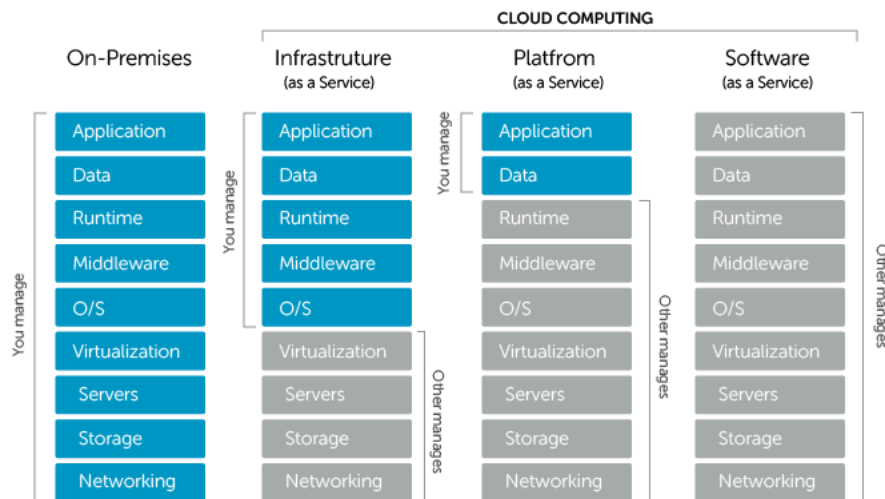 CLOUD COMPUTING
On-Premises
Infrastruture
(as a Service)
Platfrom
(as a Service)
Software
(as a Service)
You manage
Application
Data
Runtime
Middleware
O/S
Virtualization
Servers
Storage
Networking
You manage
Application
Data
Runtime
Middleware
O/S
Virtualization
Servers
Storage
Networking
Other manages
You manage
Application
Data
Runtime
Middleware
O/S
Virtualization
Servers
Storage
Networking
Other manages
Application
Data
Runtime
Middleware
O/S
Virtualization
Servers
Storage
Networking
Other manages